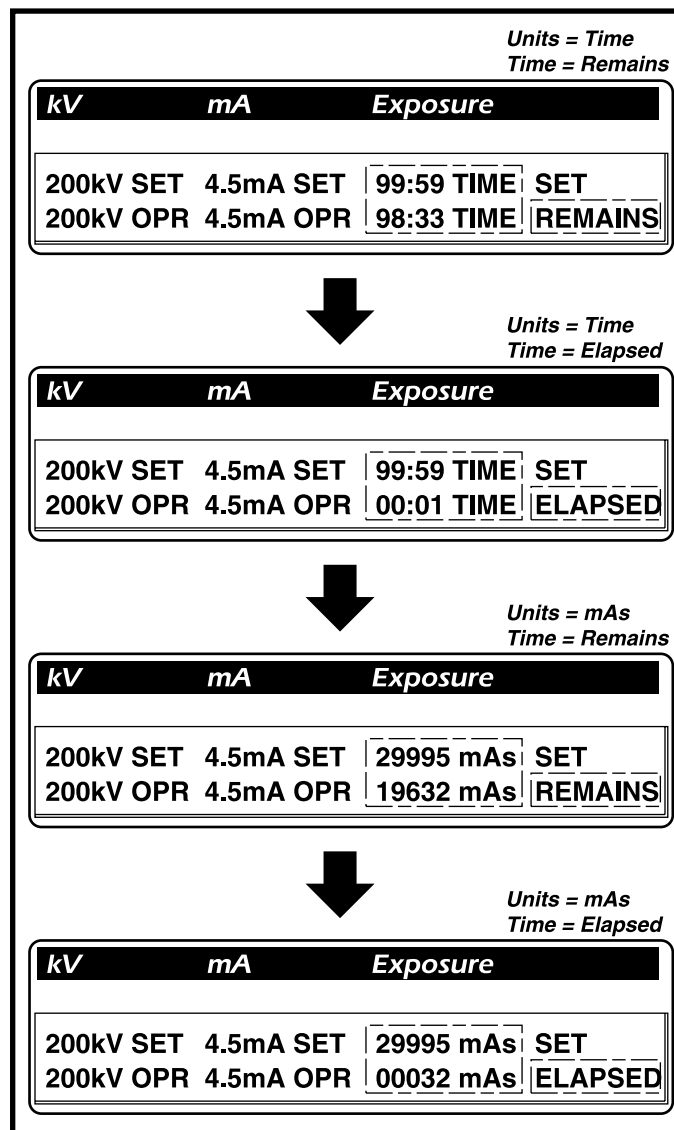 Units = Time
Time = Remains
kV mA Exposure
200kV SET 4.5mA SET 99:59 TIME SET
200kV OPR 4.5mA OPR 98:33 TIME REMAINS
Units = Time
Time = Elapsed
kV mA Exposure
200kV SET 4.5mA SET 99:59 TIME SET
200kV OPR 4.5mA OPR 00:01 TIME ELAPSED
Units = mAs
Time = Remains
kV mA Exposure
200kV SET 4.5mA SET 29995 mAs SET
200kV OPR 4.5mA OPR 19632 mAs REMAINS
Units = mAs
Time = Elapsed
kV mA Exposure
200kV SET 4.5mA SET 29995 mAs SET
200kV OPR 4.5mA OPR 00032 mAs ELAPSED